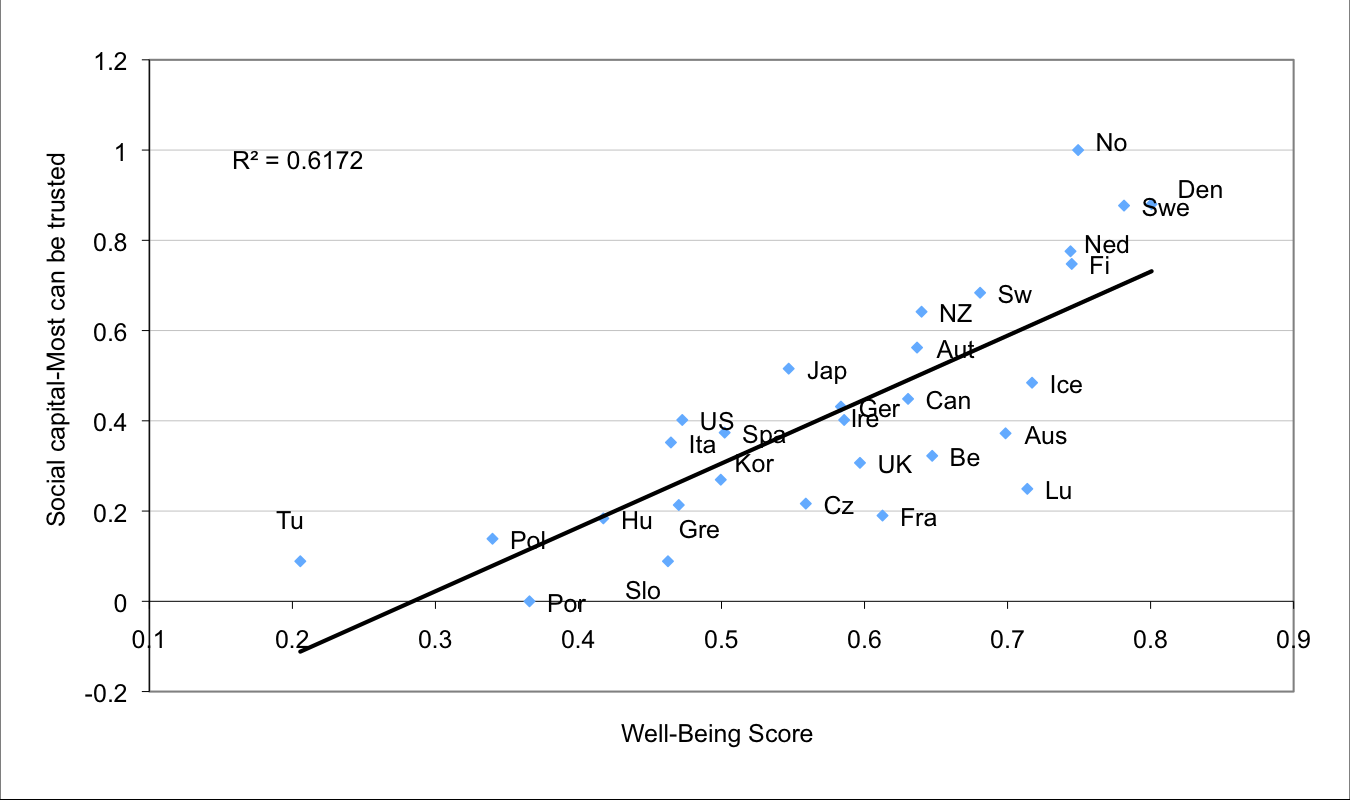 1.2
1
0.8
0.6
0.4
0.2
0
-0.2
Social capital-Most can be trusted
R² = 0.6172
No
Den
Swe
Ned
Fi
Sw
NZ
Aut
Jap
Ice
Can
Ger
Ire
US
Aus
Spa
Ita
Be
Kor
UK
Lu
Cz
Fra
Tu
Hu
Gre
Pol
Slo
Por
0.1
0.2
0.3
0.4
0.5
0.6
0.7
0.8
0.9
Well-Being Score